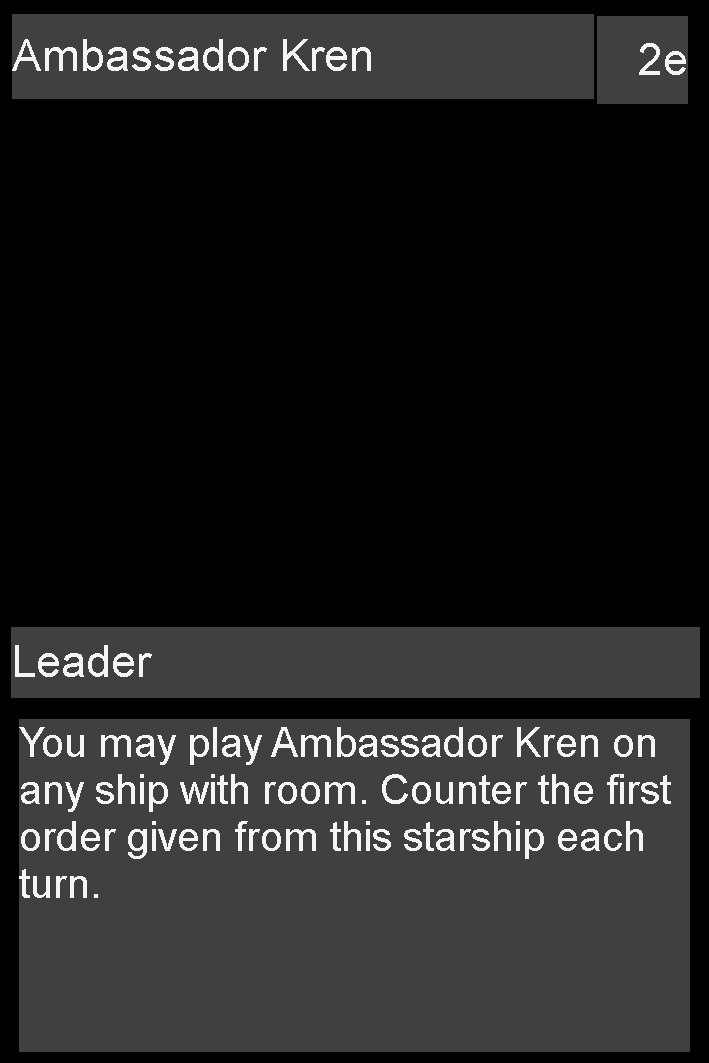 Ambassador Kren
2e
Leader
You may play Ambassador Kren on
any ship with room. Counter the first
order given from this starship each
turn.